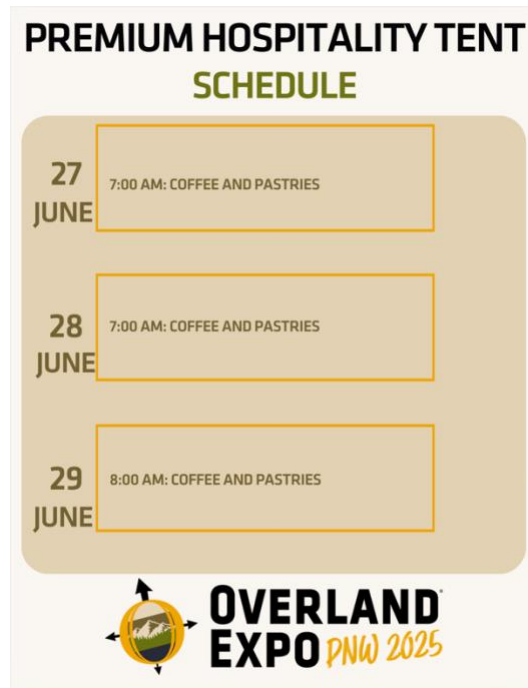 PREMIUM HOSPITALITY TENT
SCHEDULE
27
JUNE
7:00 AM: COFFEE AND PASTRIES
28
JUNE
7:00 AM: COFFEE AND PASTRIES
29
JUNE
8:00 AM: COFFEE AND PASTRIES
OVERLAND
EXPO PNW 2025